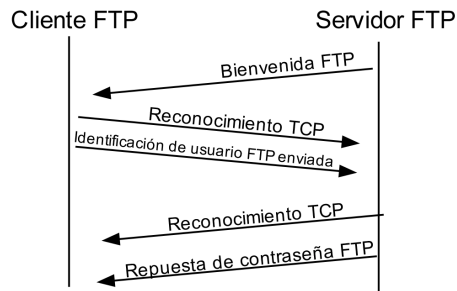 Cliente FTP
Servidor FTP
Bienvenida FTP
Reconocimiento TCP
Identificación de usuario FTP enviada
Reconocimiento TCP
Repuesta de contraseña FTP